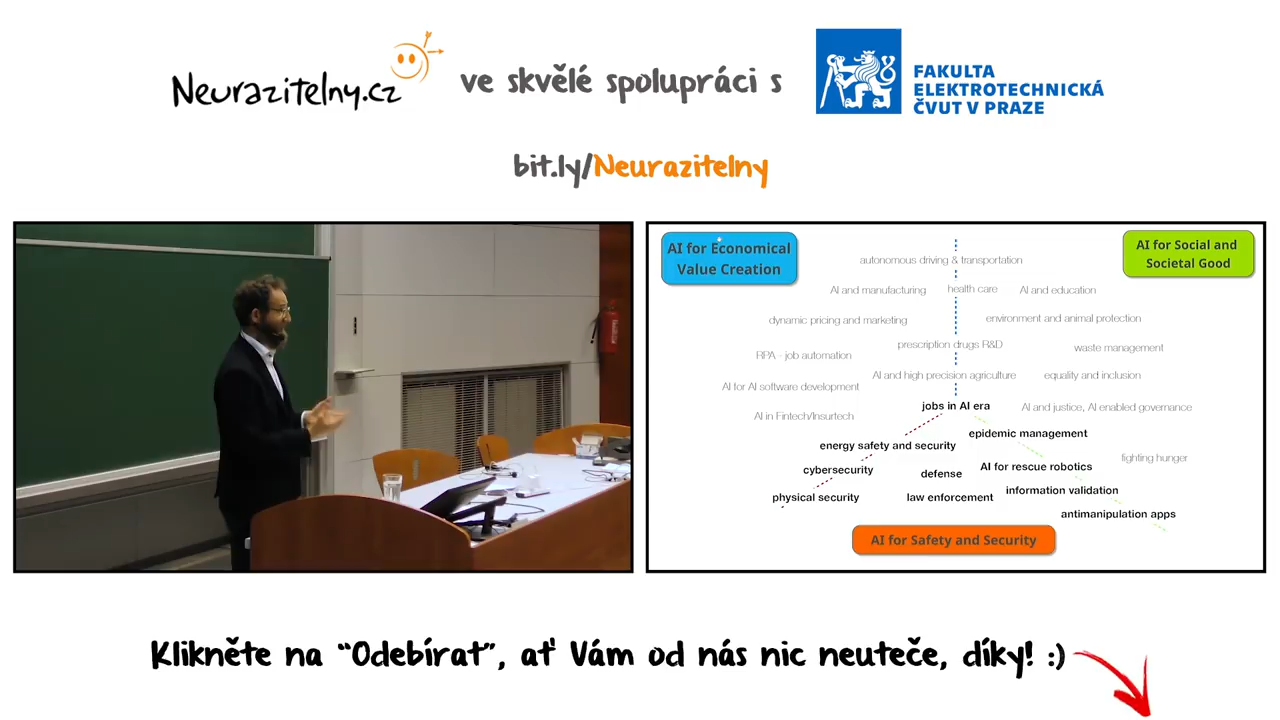 Neurazitelny.cz ve skvělé spolupráci s
FAKULTA
ELEKTROTECHNICKÁ
ČVUT V PRAZE
bit.ly/Neurazitelny
AI for Economical
Value Creation
AI for Social and
Societal Good
autonomous driving & transportation
AI and manufacturing
health care
AI and education
dynamic pricing and marketing
environment and animal protection
prescription drugs R&D
waste management
RPA - job automation
AI and high precision agriculture
equality and inclusion
AI for AI software development
jobs in AI era
AI and justice, AI enabled governance
AI in Fintech/Insurtech
epidemic management
energy safety and security
fighting hunger
cybersecurity
defense
AI for rescue robotics
physical security
law enforcement
information validation
antimanipulation apps
AI for Safety and Security
Klikněte na "Odebírat", ať Vám od nás nic neuteče, díky! :)